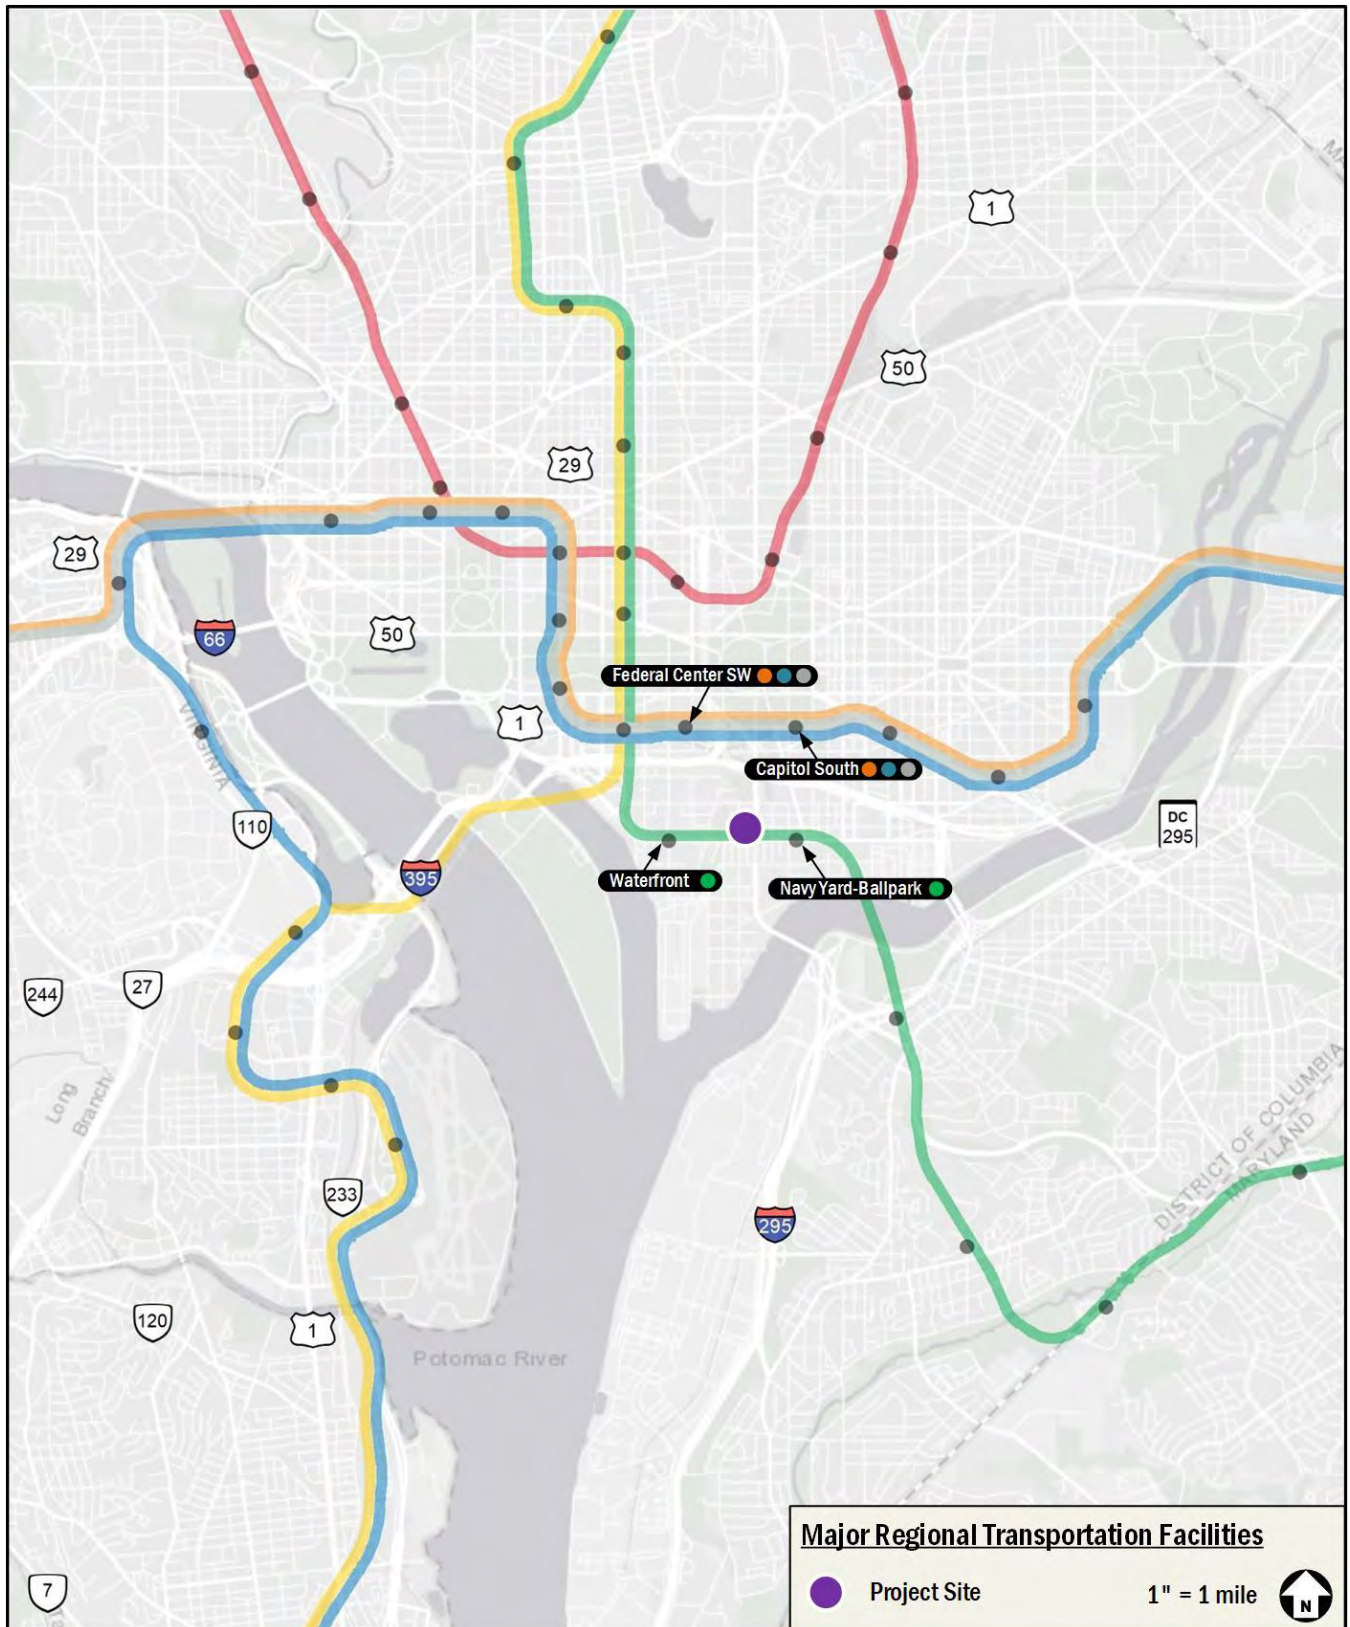 1
MA
50
29
29
66
50
Federal Center SW
1
VIRGINIA
Capitol South
110
DC
295
395
Waterfront
Navy Yard-Ballpark
244
27
Long
Branch
DISTRICT OF COLUMBIA
MARYLAND
233
295
120
1
Potomac River
Major Regional Transportation Facilities
7
Project Site
1" = 1 mile
N